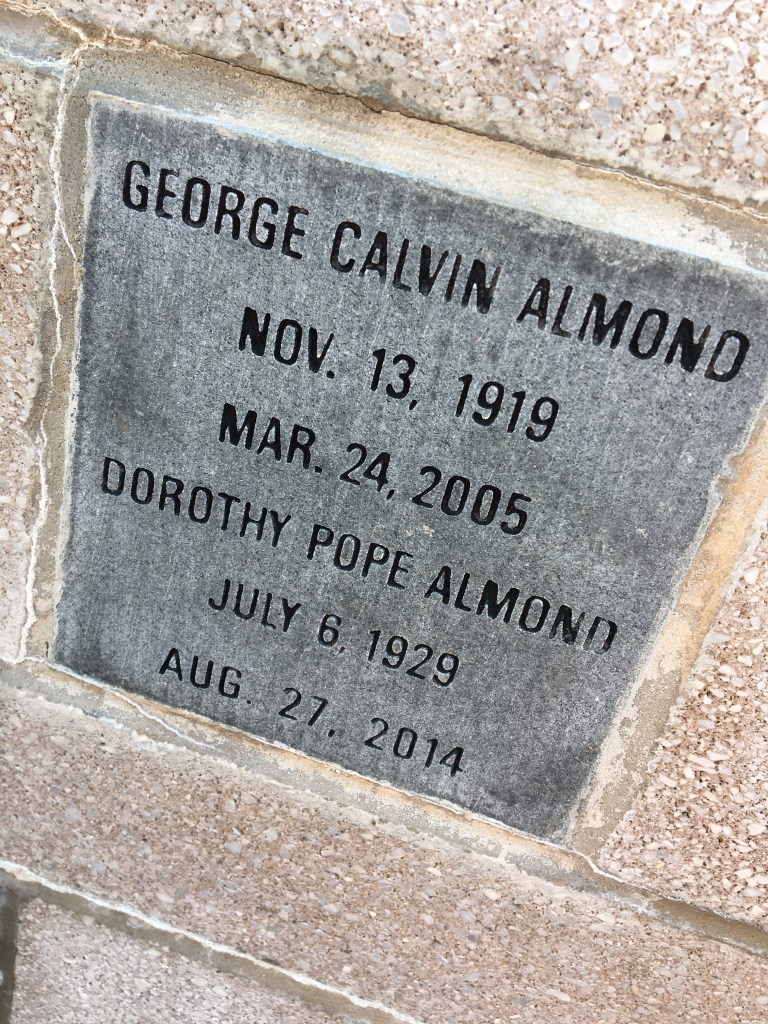 GEORGE CALVIN ALMOND
NOV. 13, 1919
MAR. 24, 2005
DOROTHY POPE ALMOND
JULY 6, 1929
AUG. 27, 2014